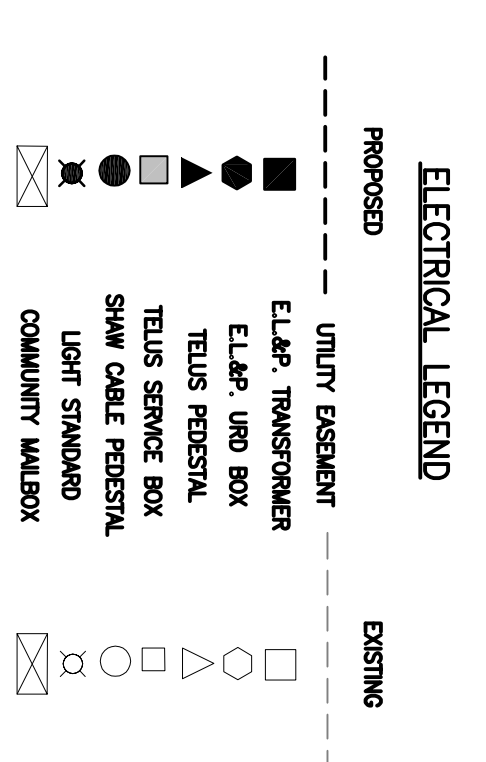 ELECTRICAL LEGEND
PROPOSED EXISTING
UTILITY EASEMENT
E.L.&P. TRANSFORMER
E.L.&P. URD BOX
TELUS PEDESTAL
TELUS SERVICE BOX
SHAW CABLE PEDESTAL
LIGHT STANDARD
COMMUNITY MAILBOX